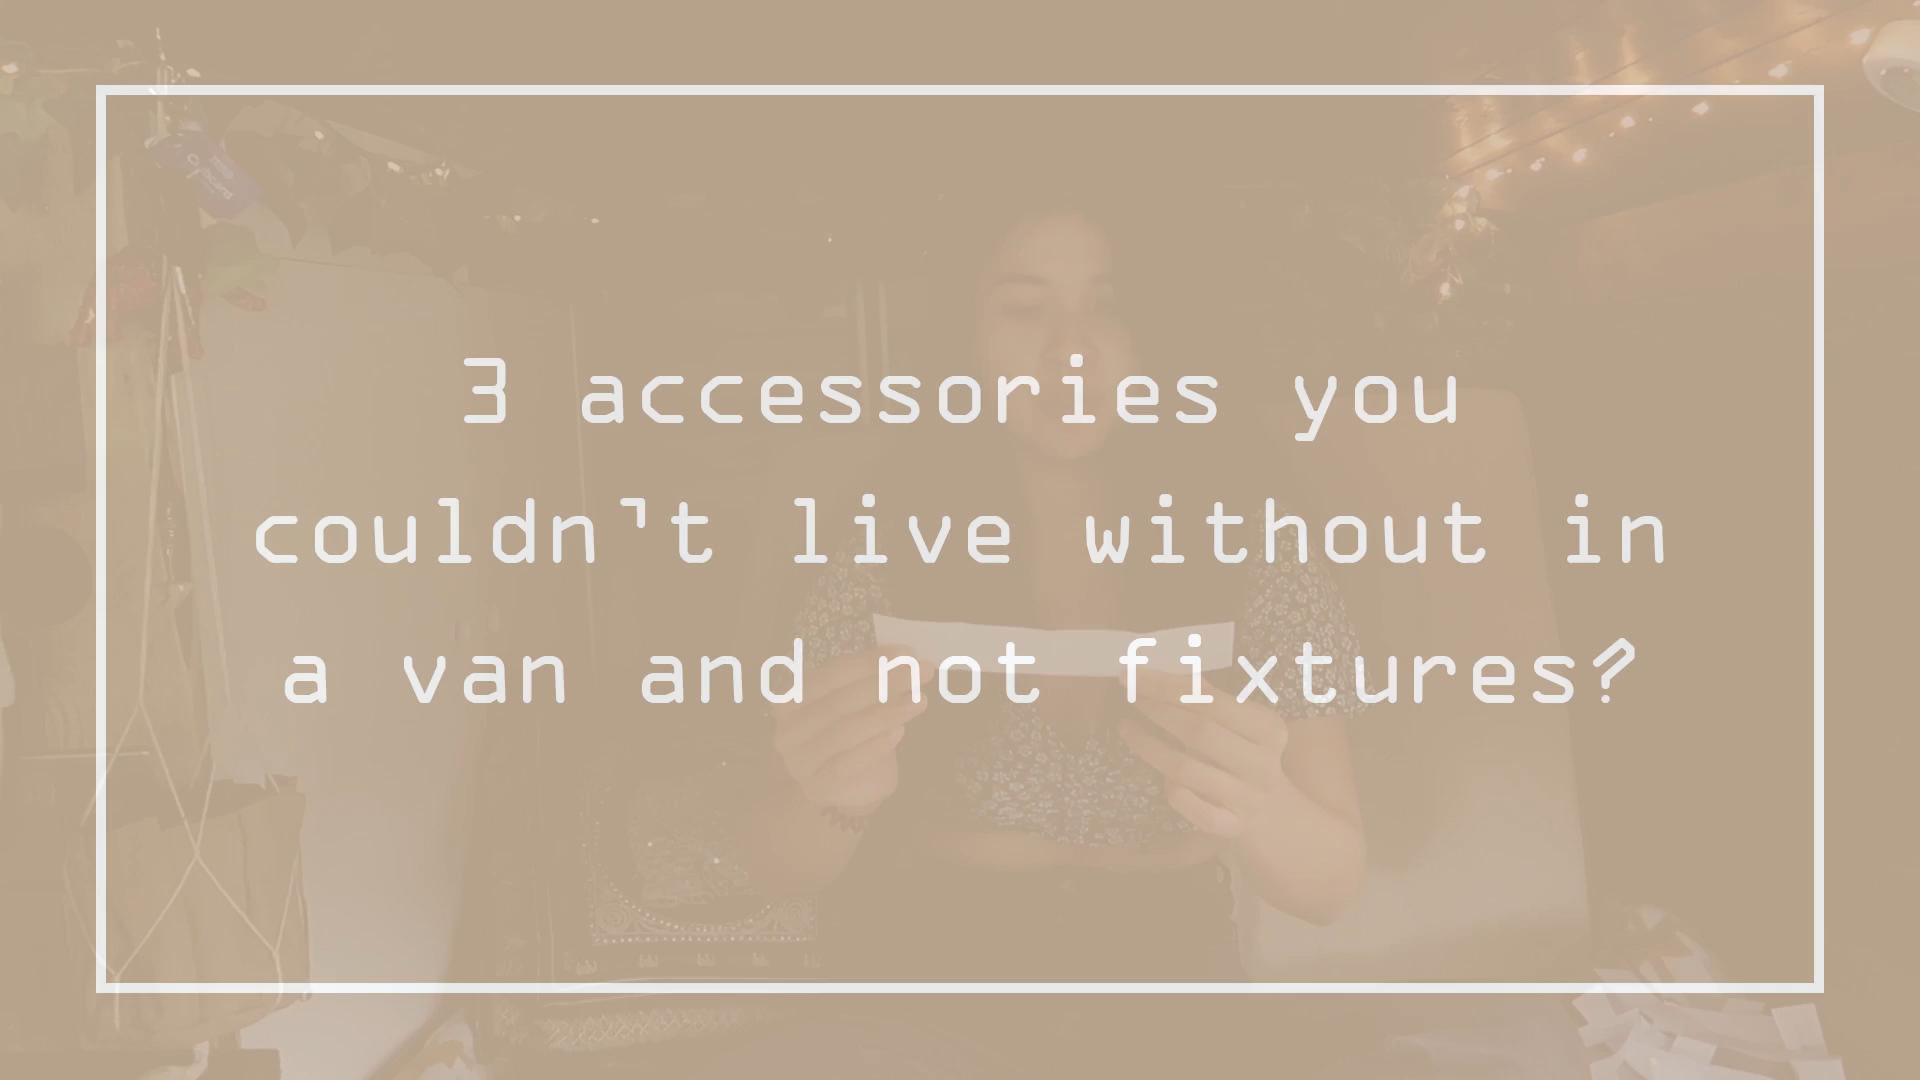 3 accessories you
couldn't live without in
a van and not fixtures?